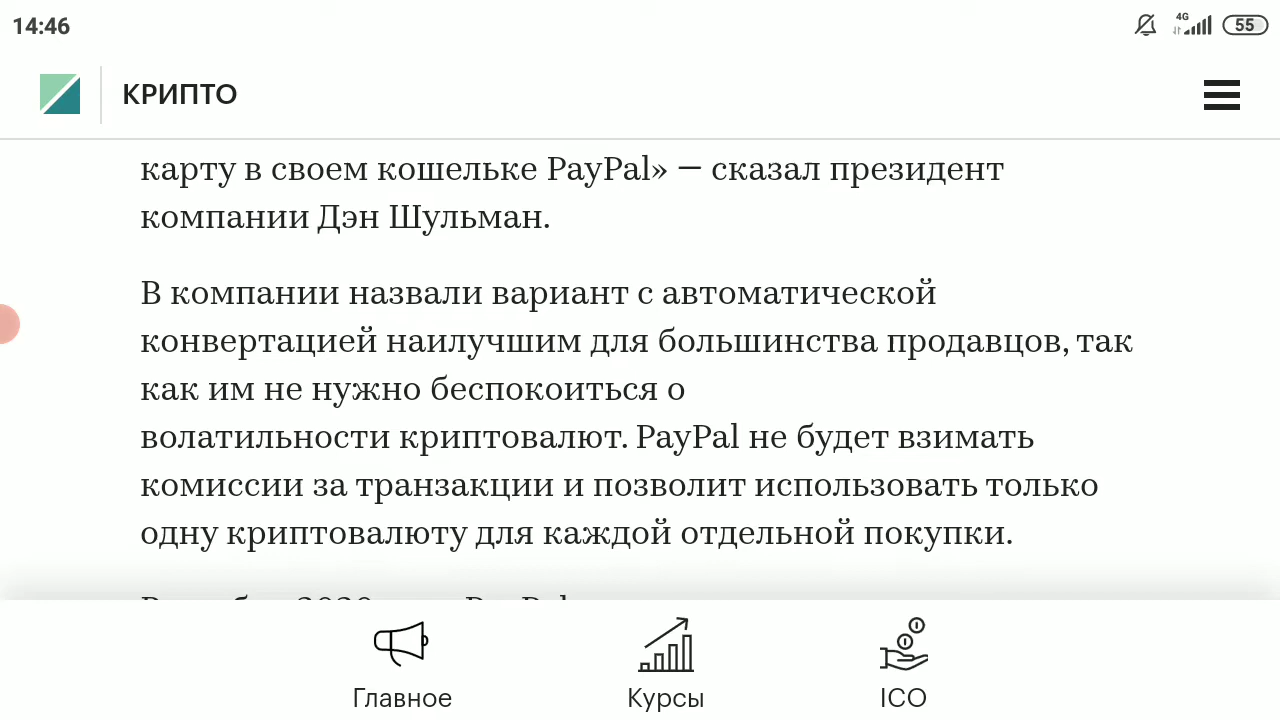 14:46
4G
55
КРИПТО
карту в своем кошельке PayPal» — сказал президент
компании Дэн Шульман.
В компании назвали вариант с автоматической
конвертацией наилучшим для большинства продавцов, так
как им не нужно беспокоиться о
волатильности криптовалют. PayPal не будет взимать
комиссии за транзакции и позволит использовать только
одну криптовалюту для каждой отдельной покупки.
Главное
Курсы
ICO